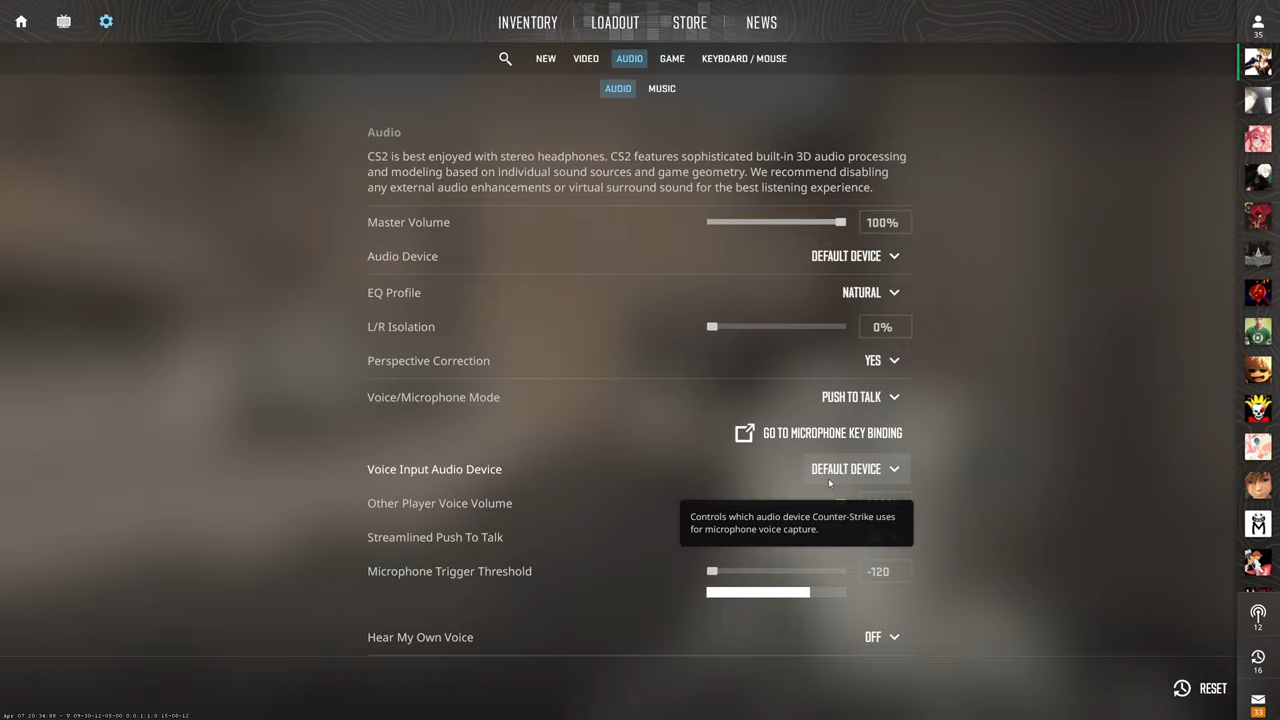 INVENTORY
LOADOUT
STORE
NEWS
35
NEW
VIDEO
AUDIO
GAME
KEYBOARD / MOUSE
AUDIO
MUSIC
Audio
CS2 is best enjoyed with stereo headphones. CS2 features sophisticated built-in 3D audio processing
and modeling based on individual sound sources and game geometry. We recommend disabling
any external audio enhancements or virtual surround sound for the best listening experience.
Master Volume
100%
Audio Device
DEFAULT DEVICE
EQ Profile
NATURAL
L/R Isolation
0%
Perspective Correction
YES
Voice/Microphone Mode
PUSH TO TALK
GO TO MICROPHONE KEY BINDING
Voice Input Audio Device
DEFAULT DEVICE
Other Player Voice Volume
Controls which audio device Counter-Strike uses
for microphone voice capture.
Streamlined Push To Talk
Microphone Trigger Threshold
-120
Hear My Own Voice
OFF
12
16
RESET
33